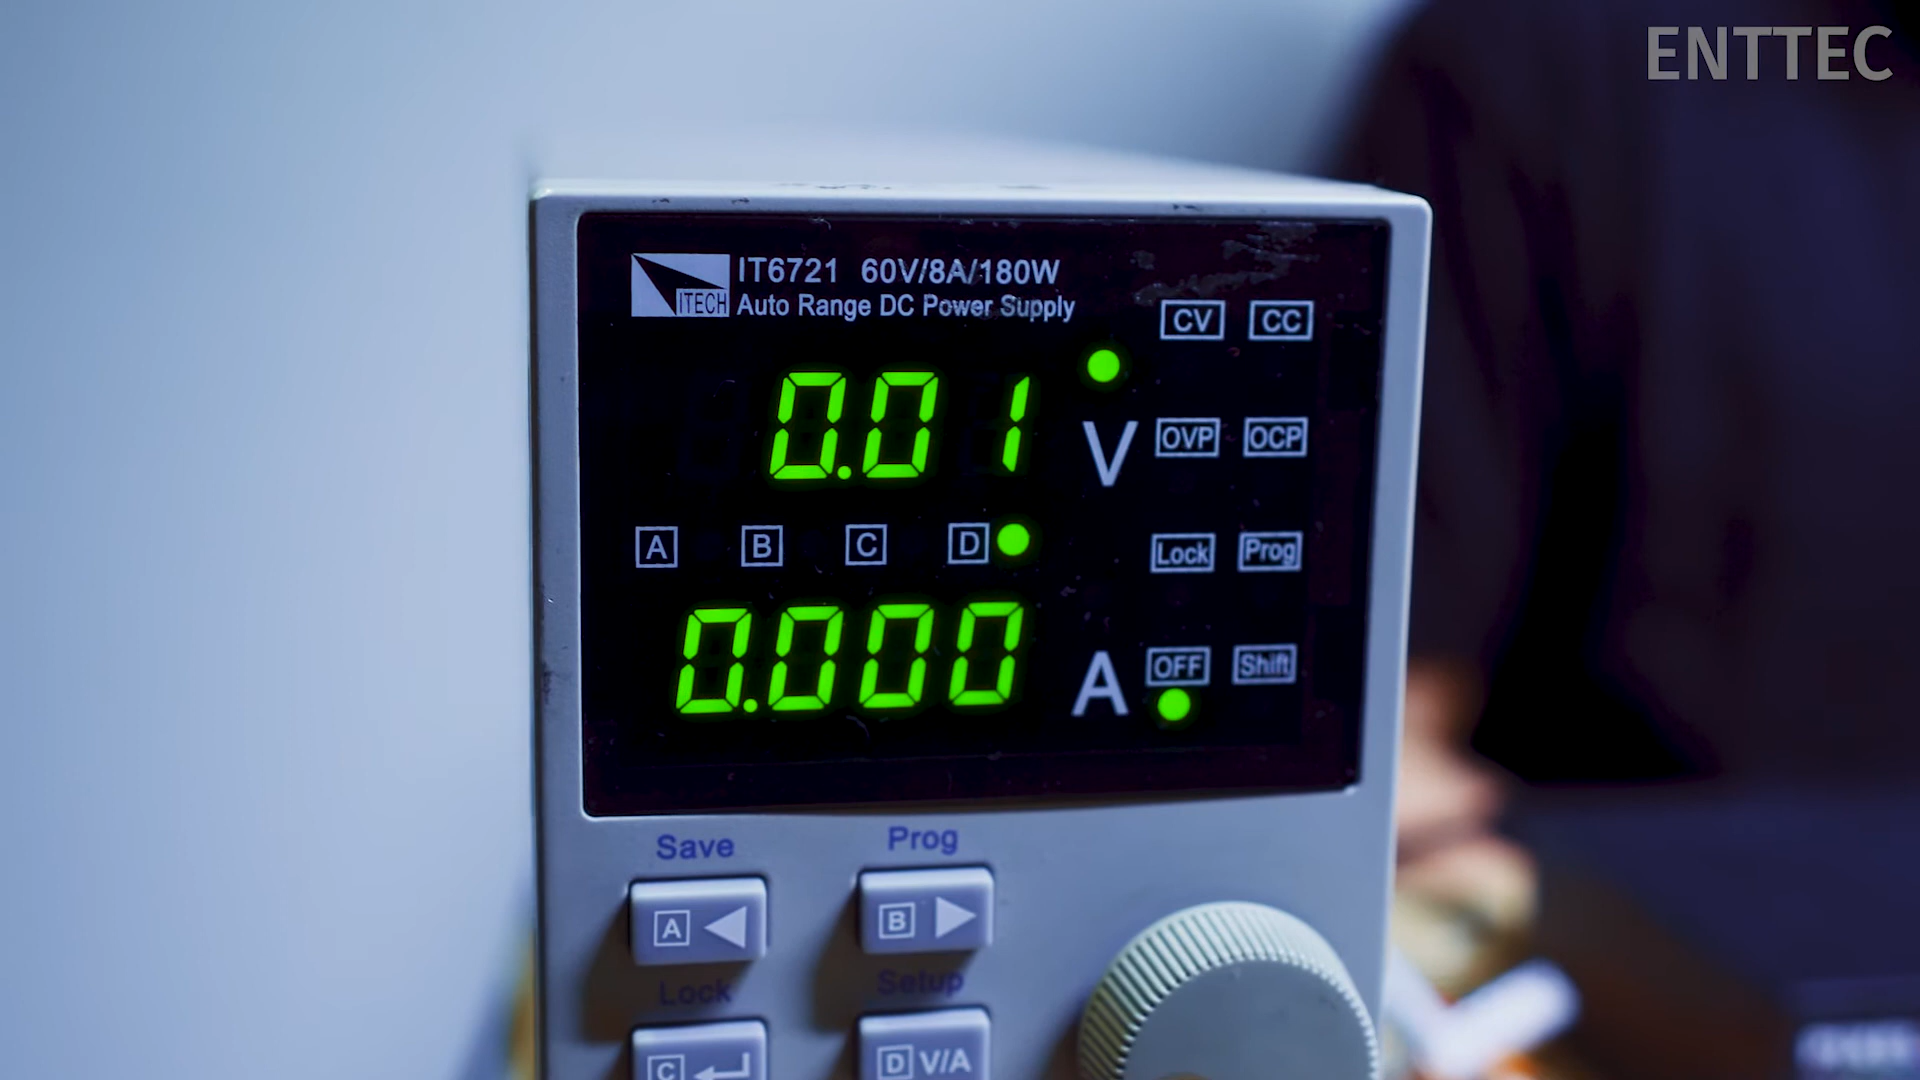 ENTTEC
ITECH
IT6721 60V/8A/180W
Auto Range DC Power Supply
CV CC
0.01 V
OVP OCP
A B C D
Lock Prog
0.000 A
OFF Shift
Save Prog
A B
Lock Setup
C D V/A